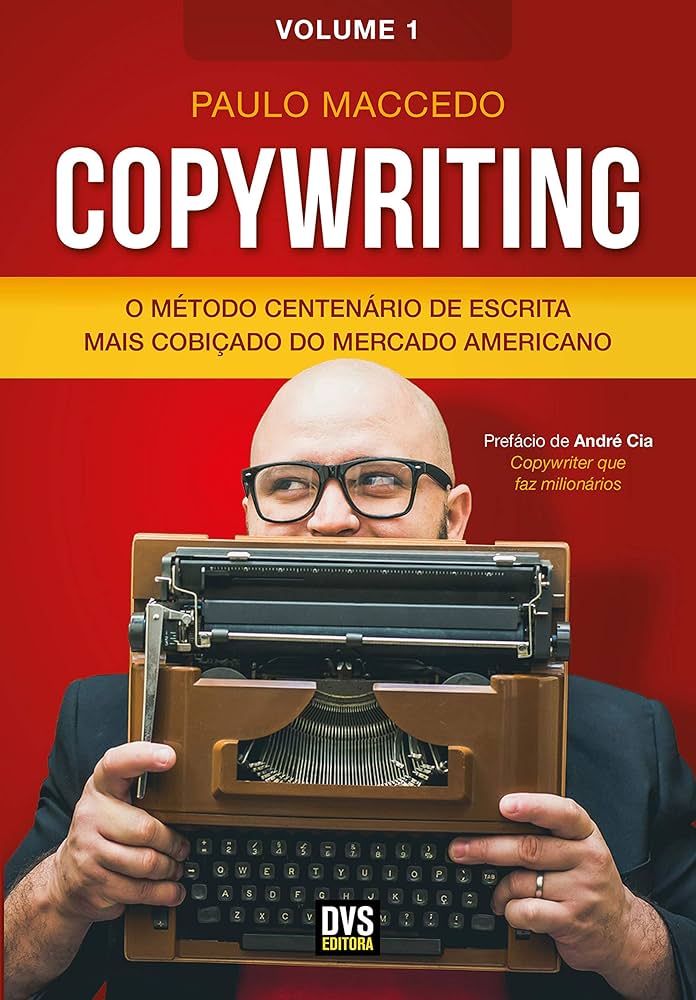 VOLUME 1
PAULO MACCEDO
COPYWRITING
O MÉTODO CENTENÁRIO DE ESCRITA
MAIS COBIÇADO DO MERCADO AMERICANO
Prefácio de André Cia
Copywriter que
faz milionários
Q W E R T Y U I O P
TAB
A S D F G H J K L Ç
DVS
EDITORA